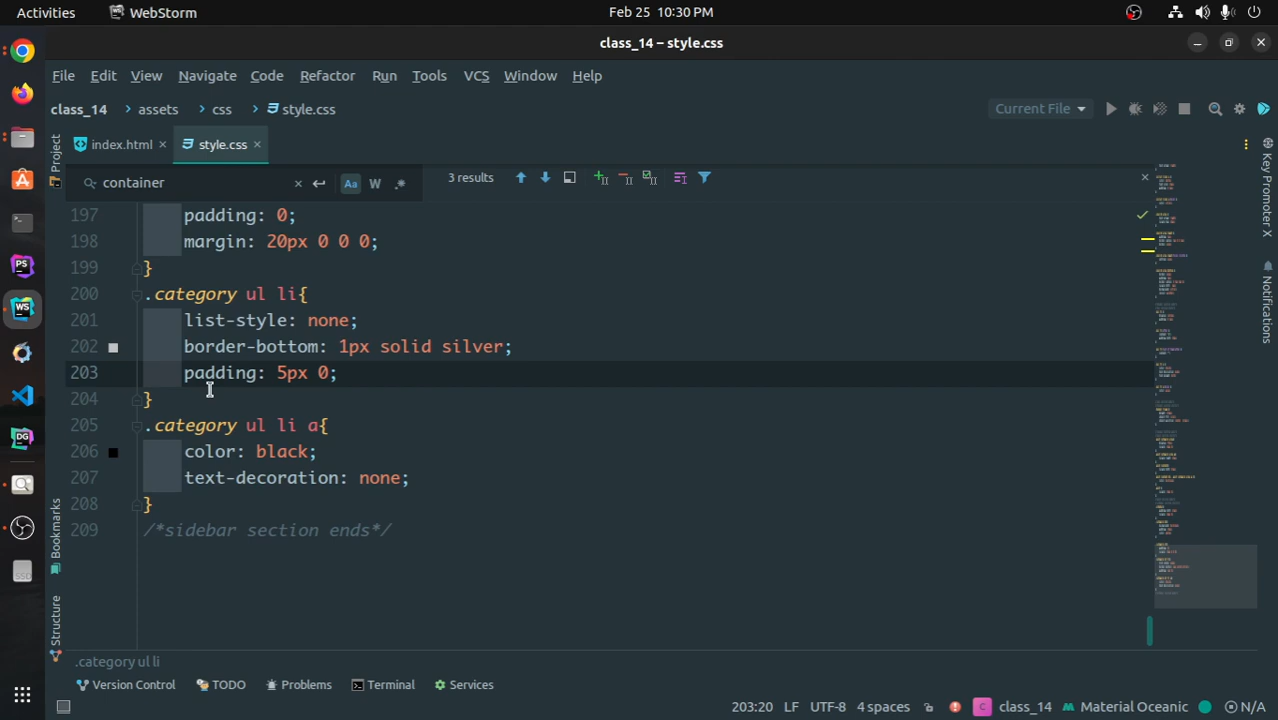 Activities WebStorm Feb 25 10:30 PM
class_14 – style.css
File Edit View Navigate Code Refactor Run Tools VCS Window Help
class_14 assets css style.css Current File
index.html style.css
container Aa W .* 3 results
197 padding: 0;
198 margin: 20px 0 0 0;
199 }
200 .category ul li{
201 list-style: none;
202 border-bottom: 1px solid silver;
203 padding: 5px 0;
204 }
205 .category ul li a{
206 color: black;
207 text-decoration: none;
208 }
209 /*sidebar section ends*/
.category ul li
Version Control TODO Problems Terminal Services
203:20 LF UTF-8 4 spaces C class_14 Material Oceanic N/A
Project
Bookmarks
Structure
Key Promoter X
Notifications
PS
WS
DG
SSD